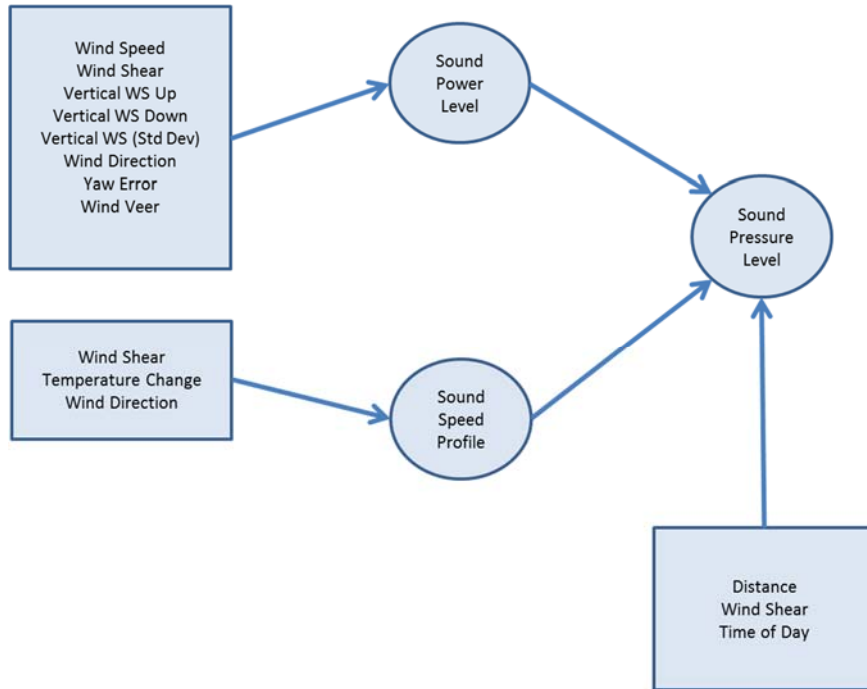 Wind Speed
Wind Shear
Vertical WS Up
Vertical WS Down
Vertical WS (Std Dev)
Wind Direction
Yaw Error
Wind Veer
Sound
Power
Level
Sound
Pressure
Level
Wind Shear
Temperature Change
Wind Direction
Sound
Speed
Profile
Distance
Wind Shear
Time of Day